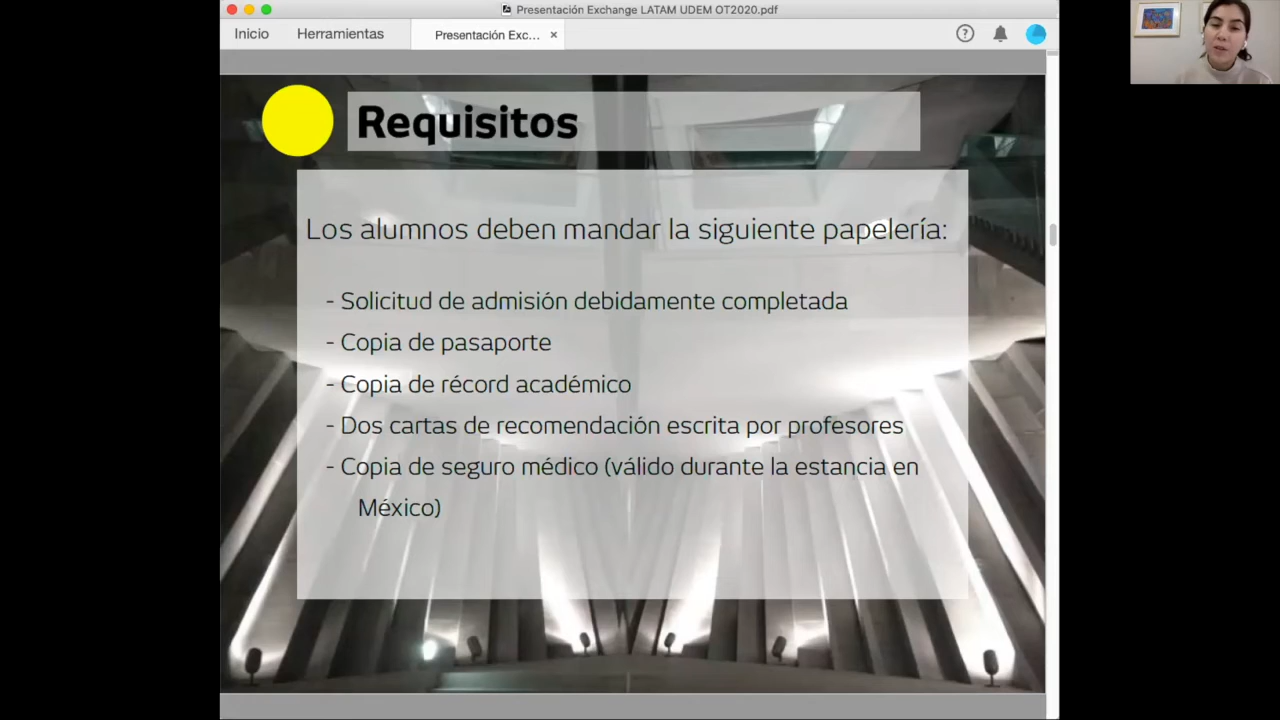 Presentación Exchange LATAM UDEM OT2020.pdf
Inicio
Herramientas
Presentación Exc... ×
?
Requisitos
Los alumnos deben mandar la siguiente papelería:
- Solicitud de admisión debidamente completada
- Copia de pasaporte
- Copia de récord académico
- Dos cartas de recomendación escrita por profesores
- Copia de seguro médico (válido durante la estancia en
México)